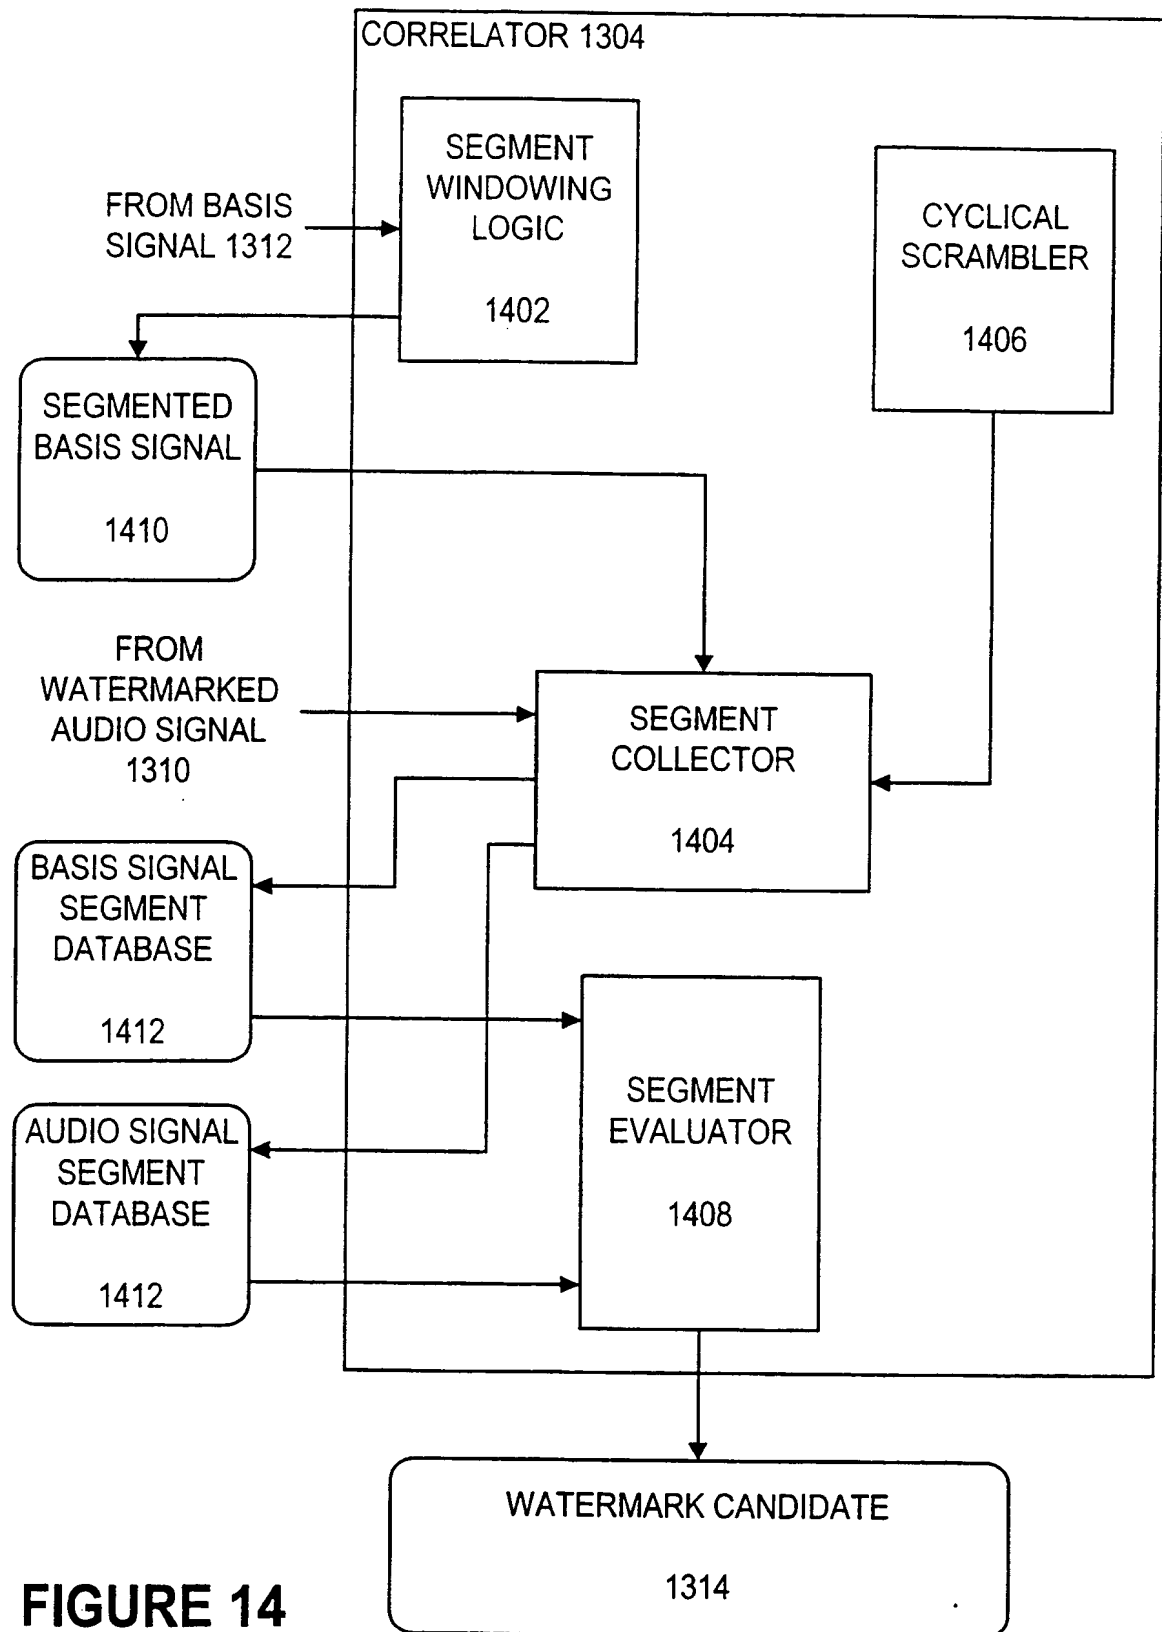 CORRELATOR 1304
SEGMENT
WINDOWING
LOGIC
1402
CYCLICAL
SCRAMBLER
1406
FROM BASIS
SIGNAL 1312
SEGMENTED
BASIS SIGNAL
1410
FROM
WATERMARKED
AUDIO SIGNAL
1310
SEGMENT
COLLECTOR
1404
BASIS SIGNAL
SEGMENT
DATABASE
1412
SEGMENT
EVALUATOR
1408
AUDIO SIGNAL
SEGMENT
DATABASE
1412
WATERMARK CANDIDATE
1314
FIGURE 14